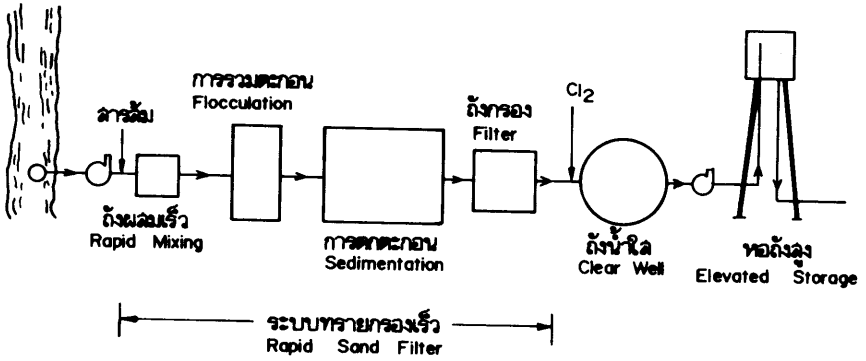 สารส้ม
ถังผสมเร็ว
Rapid Mixing
การรวมตะกอน
Flocculation
การตกตะกอน
Sedimentation
ถังกรอง
Filter
Cl2
ถังน้ำใส
Clear Well
หอถังสูง
Elevated Storage
ระบบทรายกรองเร็ว
Rapid Sand Filter